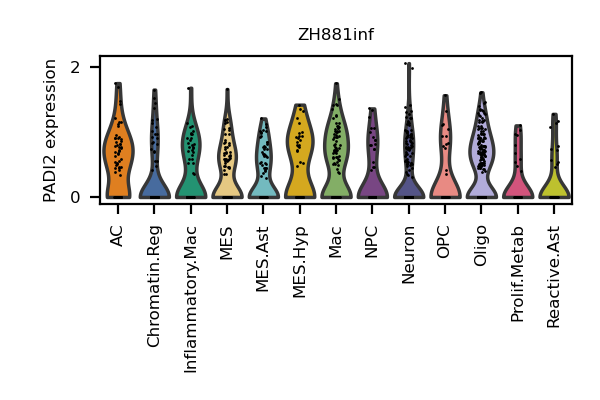 ZH881inf
PADI2 expression
2
0
AC
Chromatin.Reg
Inflammatory.Mac
MES
MES.Ast
MES.Hyp
Mac
NPC
Neuron
OPC
Oligo
Prolif.Metab
Reactive.Ast